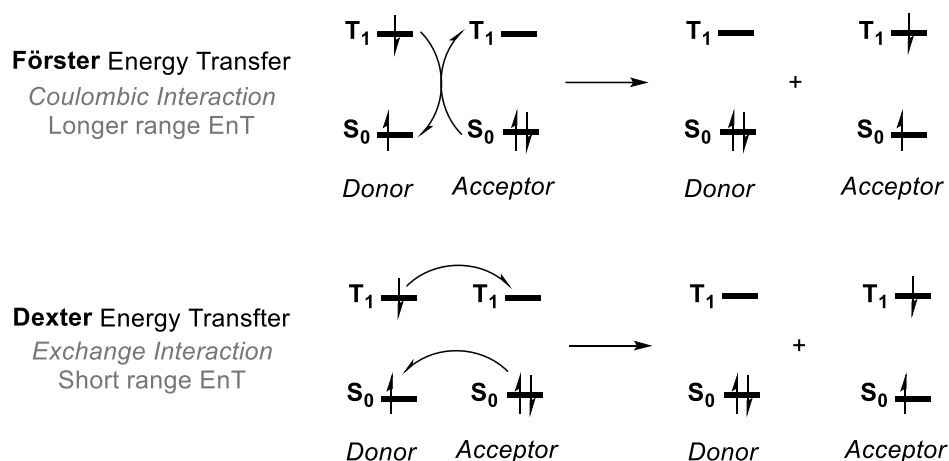 Förster Energy Transfer
Coulombic Interaction
Longer range EnT
T1 T1 T1 T1
+
S0 S0 S0 S0
Donor Acceptor Donor Acceptor
Dexter Energy Transfter
Exchange Interaction
Short range EnT
T1 T1 T1 T1
+
S0 S0 S0 S0
Donor Acceptor Donor Acceptor